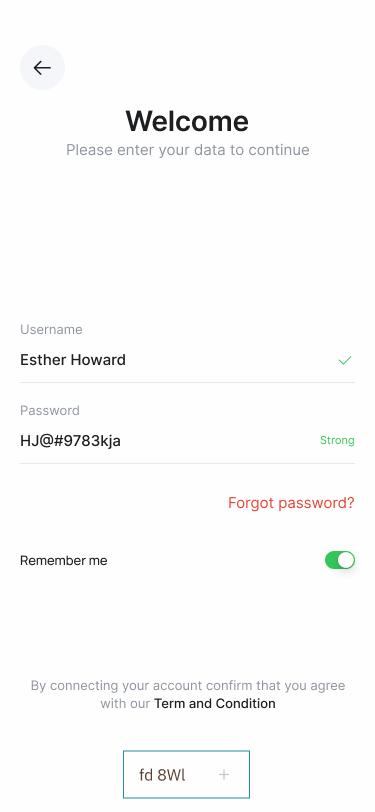 Welcome
Please enter your data to continue
Username
Esther Howard
Password
HJ@#9783kja
Strong
Forgot password?
Remember me
By connecting your account confirm that you agree
with our Term and Condition
fd 8Wl +